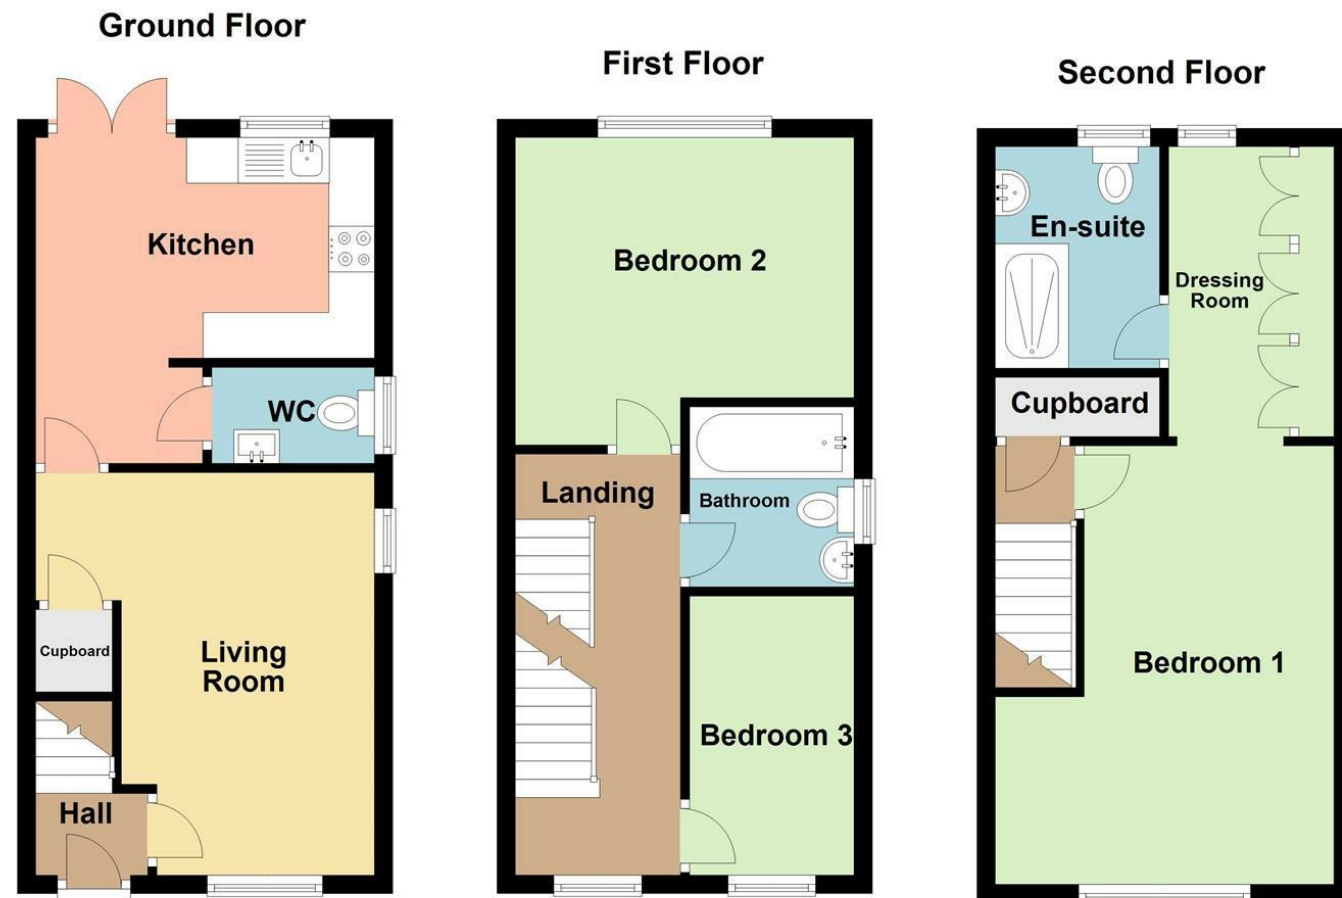 Ground Floor
Kitchen
WC
Living
Room
Cupboard
Hall
First Floor
Bedroom 2
Landing
Bathroom
Bedroom 3
Second Floor
En-suite
Dressing
Room
Cupboard
Bedroom 1